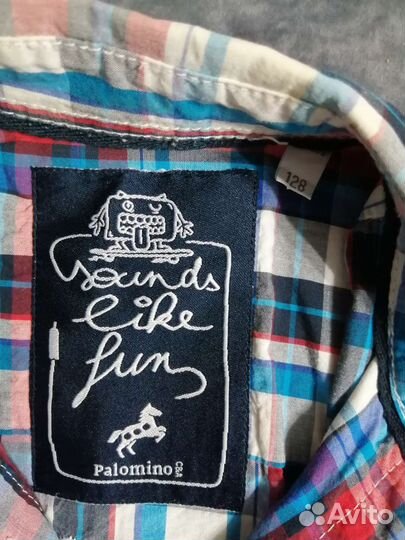 128
sounds
like
fun
Palomino C&A
Avito